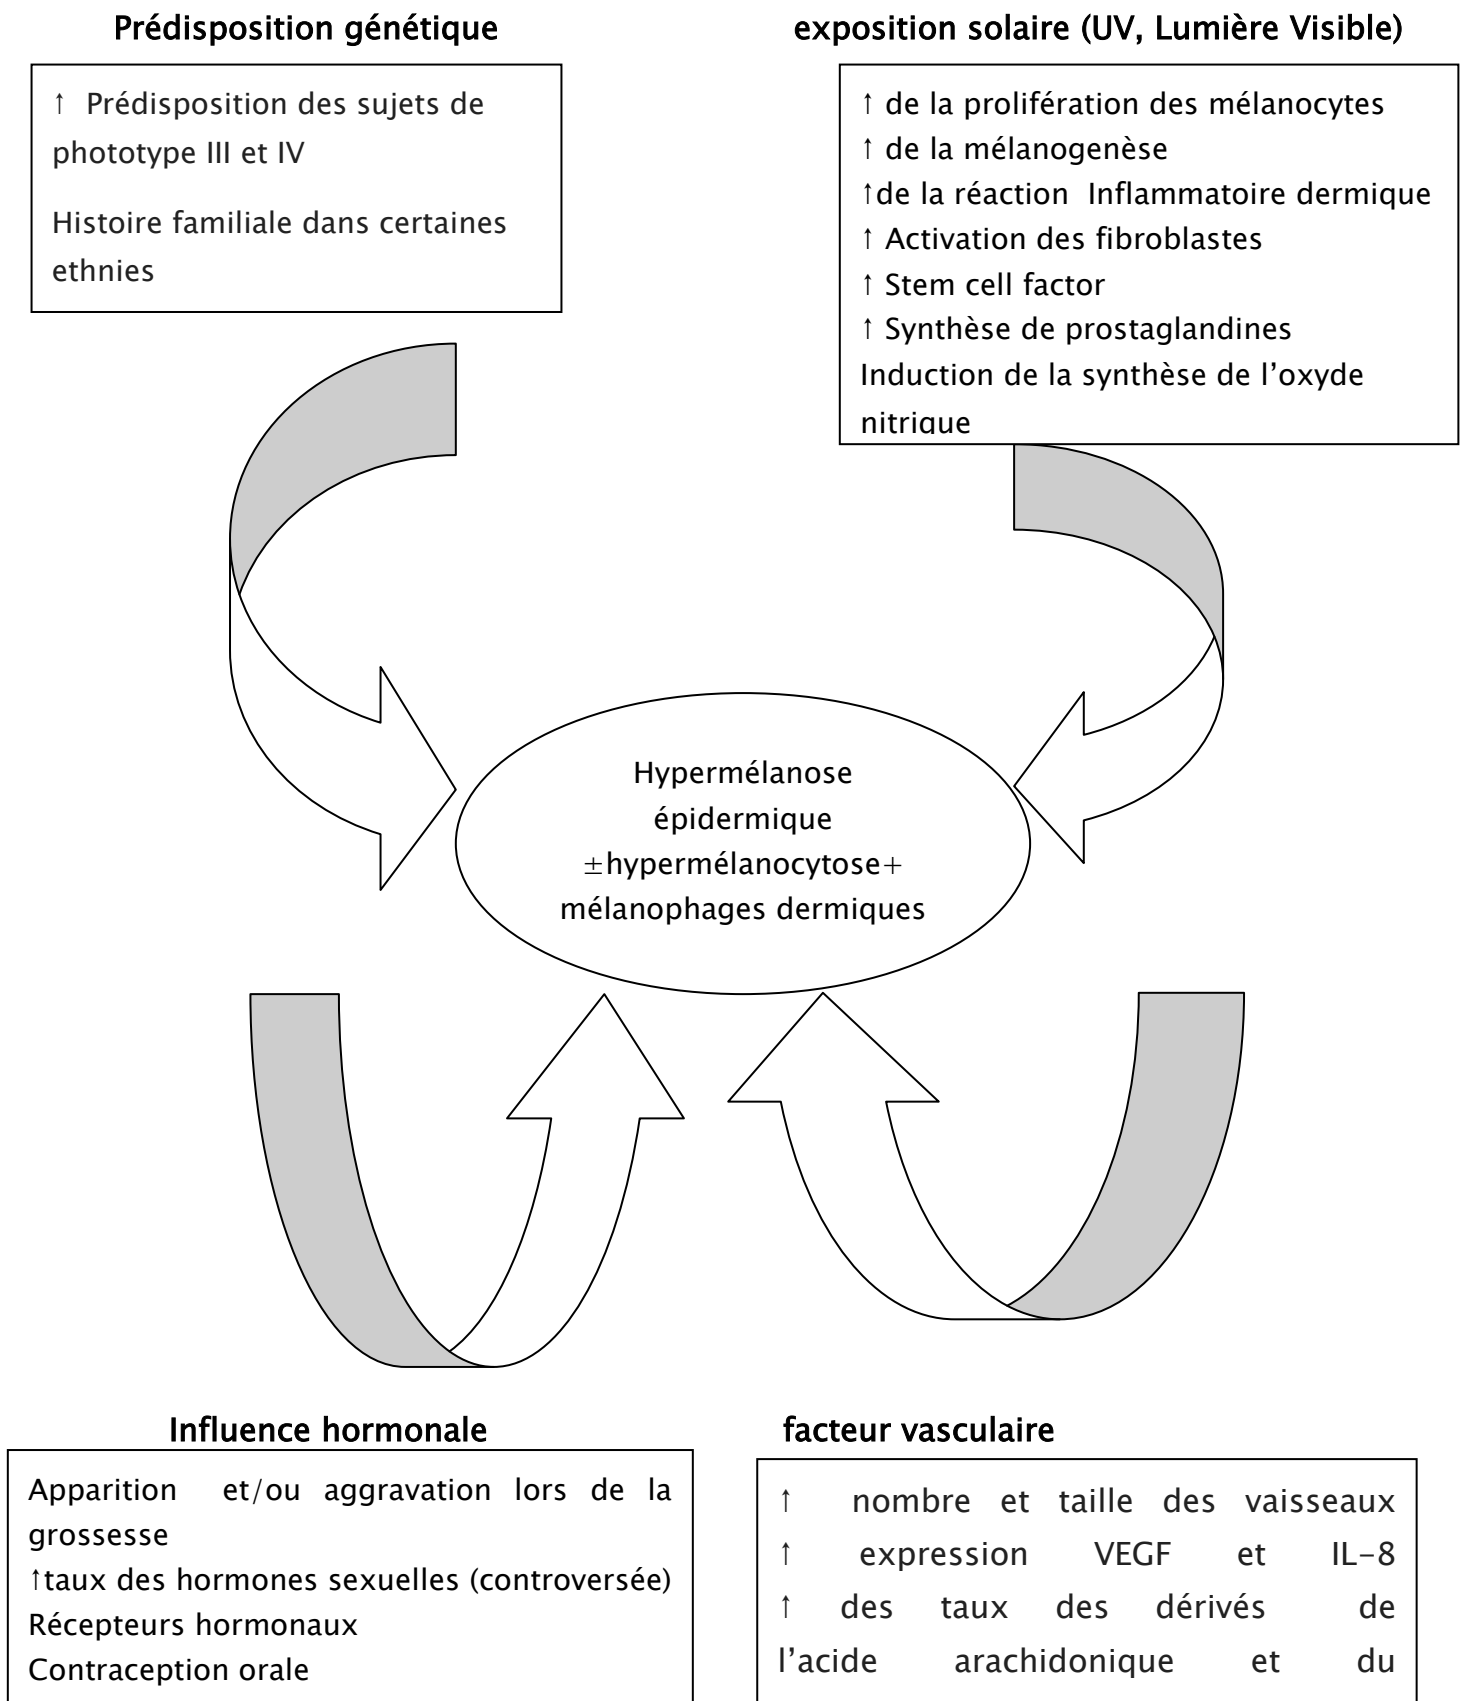 Prédisposition génétique
↑ Prédisposition des sujets de
phototype III et IV
Histoire familiale dans certaines
ethnies
exposition solaire (UV, Lumière Visible)
↑ de la prolifération des mélanocytes
↑ de la mélanogenèse
↑de la réaction Inflammatoire dermique
↑ Activation des fibroblastes
↑ Stem cell factor
↑ Synthèse de prostaglandines
Induction de la synthèse de l’oxyde
nitrique
Hypermélanose
épidermique
±hypermélanocytose+
mélanophages dermiques
Influence hormonale
Apparition et/ou aggravation lors de la
grossesse
↑taux des hormones sexuelles (controversée)
Récepteurs hormonaux
Contraception orale
facteur vasculaire
↑ nombre et taille des vaisseaux
↑ expression VEGF et IL-8
↑ des taux des dérivés de
l’acide arachidonique et du